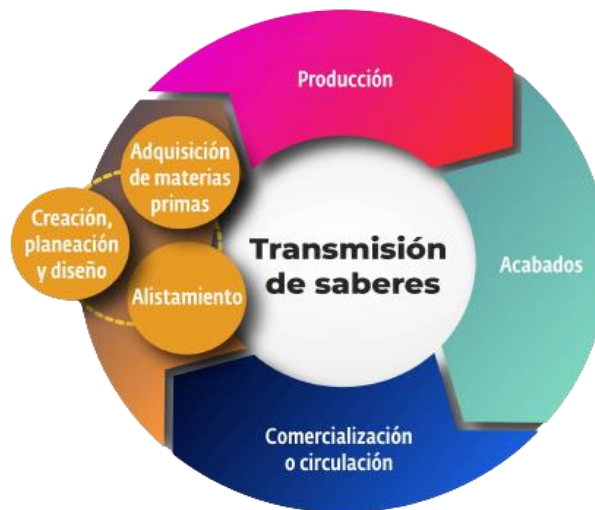 Producción
Adquisición
de materias
primas
Creación,
planeación
y diseño
Alistamiento
Transmisión
de saberes
Acabados
Comercialización
o circulación